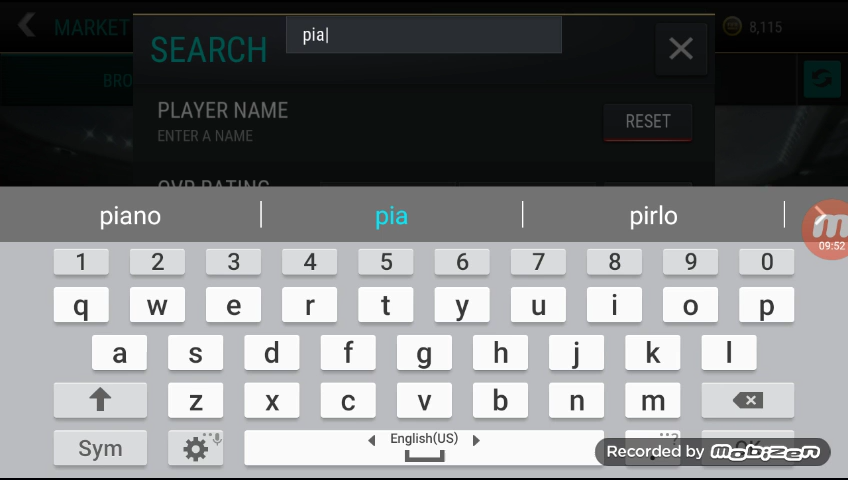 MARKET
SEARCH
pia
8,115
BRO
PLAYER NAME
ENTER A NAME
RESET
OVR RATING
piano
pia
pirlo
09:52
1 2 3 4 5 6 7 8 9 0
q w e r t y u i o p
a s d f g h j k l
z x c v b n m
Sym
English(US)
Recorded by mobizen